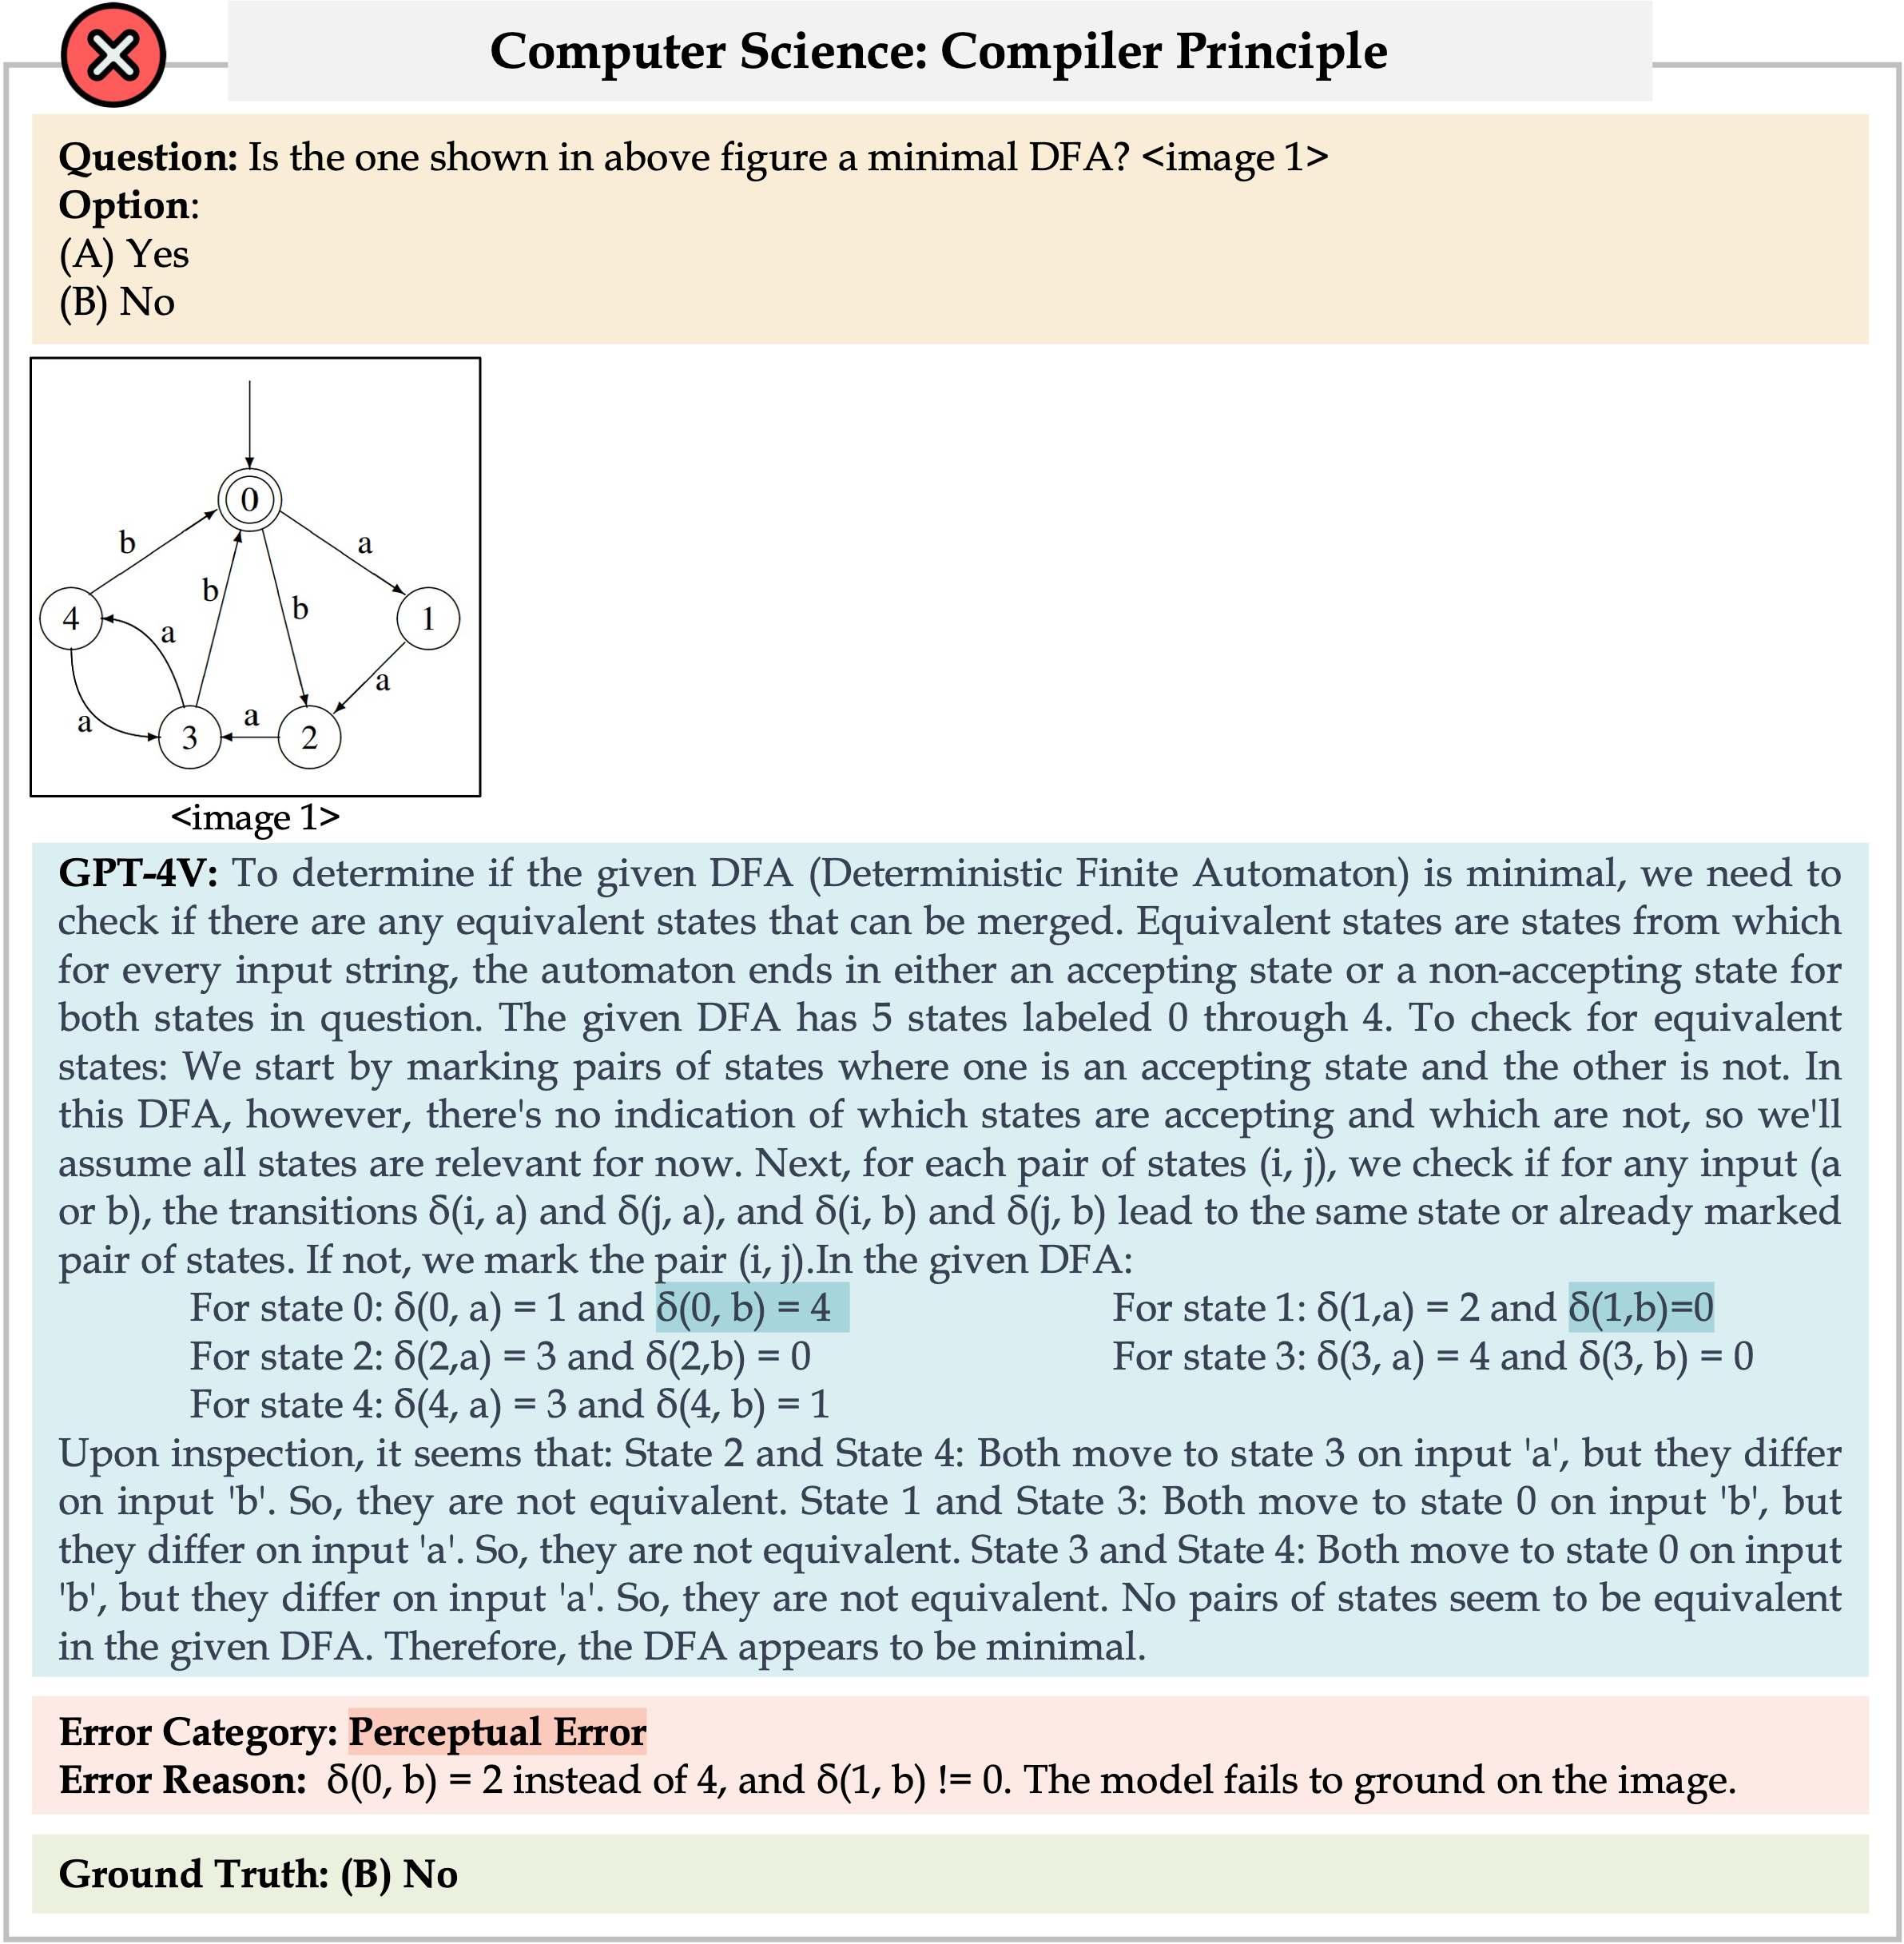 Computer Science: Compiler Principle
Question: Is the one shown in above figure a minimal DFA? <image 1>
Option:
(A) Yes
(B) No
0
b
a
b
b
4
1
a
a
a
a
3
2
<image 1>
GPT-4V: To determine if the given DFA (Deterministic Finite Automaton) is minimal, we need to
check if there are any equivalent states that can be merged. Equivalent states are states from which
for every input string, the automaton ends in either an accepting state or a non-accepting state for
both states in question. The given DFA has 5 states labeled 0 through 4. To check for equivalent
states: We start by marking pairs of states where one is an accepting state and the other is not. In
this DFA, however, there's no indication of which states are accepting and which are not, so we'll
assume all states are relevant for now. Next, for each pair of states (i, j), we check if for any input (a
or b), the transitions δ(i, a) and δ(j, a), and δ(i, b) and δ(j, b) lead to the same state or already marked
pair of states. If not, we mark the pair (i, j).In the given DFA:
For state 0: δ(0, a) = 1 and δ(0, b) = 4 For state 1: δ(1,a) = 2 and δ(1,b)=0
For state 2: δ(2,a) = 3 and δ(2,b) = 0 For state 3: δ(3, a) = 4 and δ(3, b) = 0
For state 4: δ(4, a) = 3 and δ(4, b) = 1
Upon inspection, it seems that: State 2 and State 4: Both move to state 3 on input 'a', but they differ
on input 'b'. So, they are not equivalent. State 1 and State 3: Both move to state 0 on input 'b', but
they differ on input 'a'. So, they are not equivalent. State 3 and State 4: Both move to state 0 on input
'b', but they differ on input 'a'. So, they are not equivalent. No pairs of states seem to be equivalent
in the given DFA. Therefore, the DFA appears to be minimal.
Error Category: Perceptual Error
Error Reason: δ(0, b) = 2 instead of 4, and δ(1, b) != 0. The model fails to ground on the image.
Ground Truth: (B) No